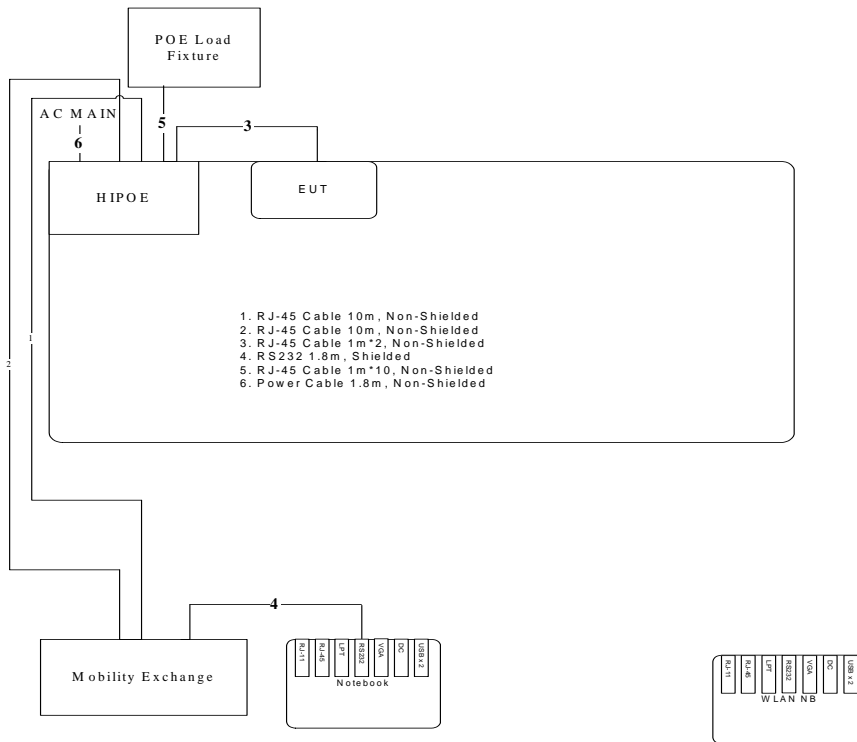 POE Load
Fixture
AC MAIN
5
3
6
HIPOE
EUT
1. RJ-45 Cable 10m, Non-Shielded
2. RJ-45 Cable 10m, Non-Shielded
3. RJ-45 Cable 1m*2, Non-Shielded
4. RS232 1.8m, Shielded
5. RJ-45 Cable 1m*10, Non-Shielded
6. Power Cable 1.8m, Non-Shielded
1
2
4
Mobility Exchange
RJ-11
RJ-45
LPT
RS232
VGA
DC
USB x 2
Notebook
RJ-11
RJ-45
LPT
RS232
VGA
DC
USB x 2
WLAN NB